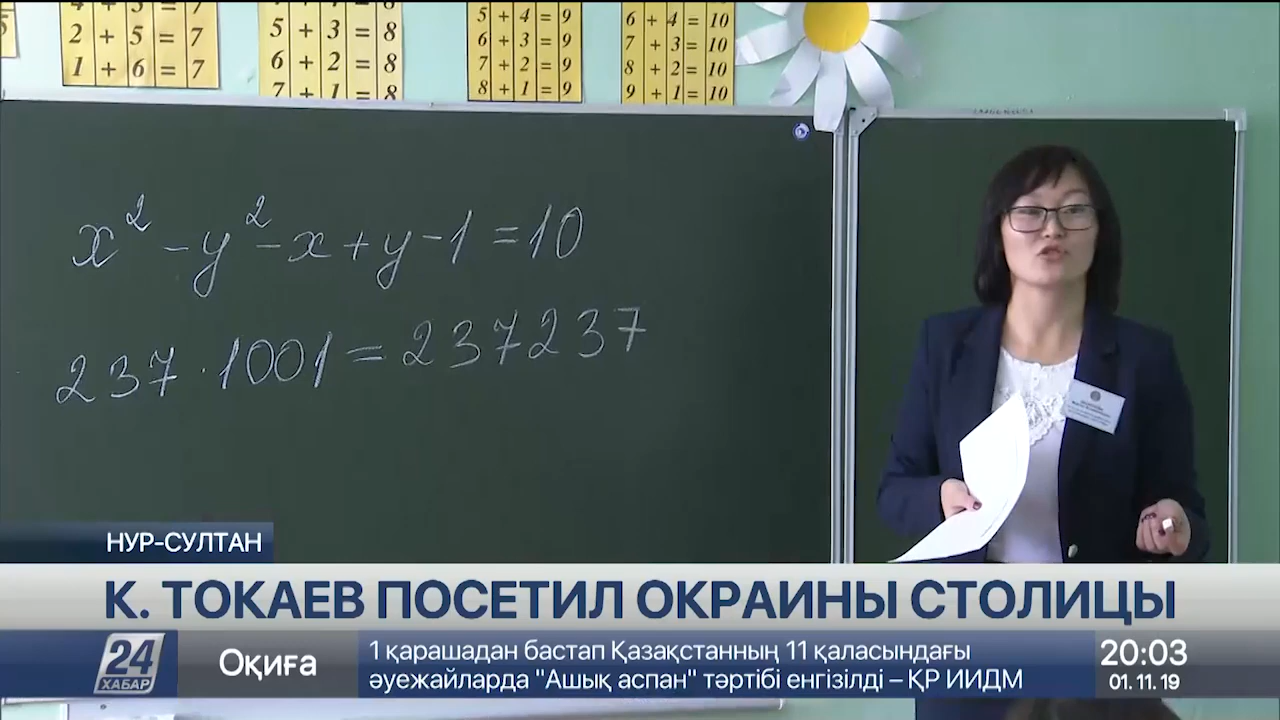 2 + 5 = 7
1 + 6 = 7
5 + 3 = 8
6 + 2 = 8
7 + 1 = 8
5 + 4 = 9
6 + 3 = 9
7 + 2 = 9
8 + 1 = 9
6 + 4 = 10
7 + 3 = 10
8 + 2 = 10
9 + 1 = 10
x² - y² - x + y - 1 = 10
237 · 1001 = 237237
НУР-СУЛТАН
К. ТОКАЕВ ПОСЕТИЛ ОКРАИНЫ СТОЛИЦЫ
24
ХАБАР
Оқиға
1 қарашадан бастап Қазақстанның 11 қаласындағы
әуежайларда "Ашық аспан" тәртібі енгізілді – ҚР ИИДМ
20:03
01. 11. 19